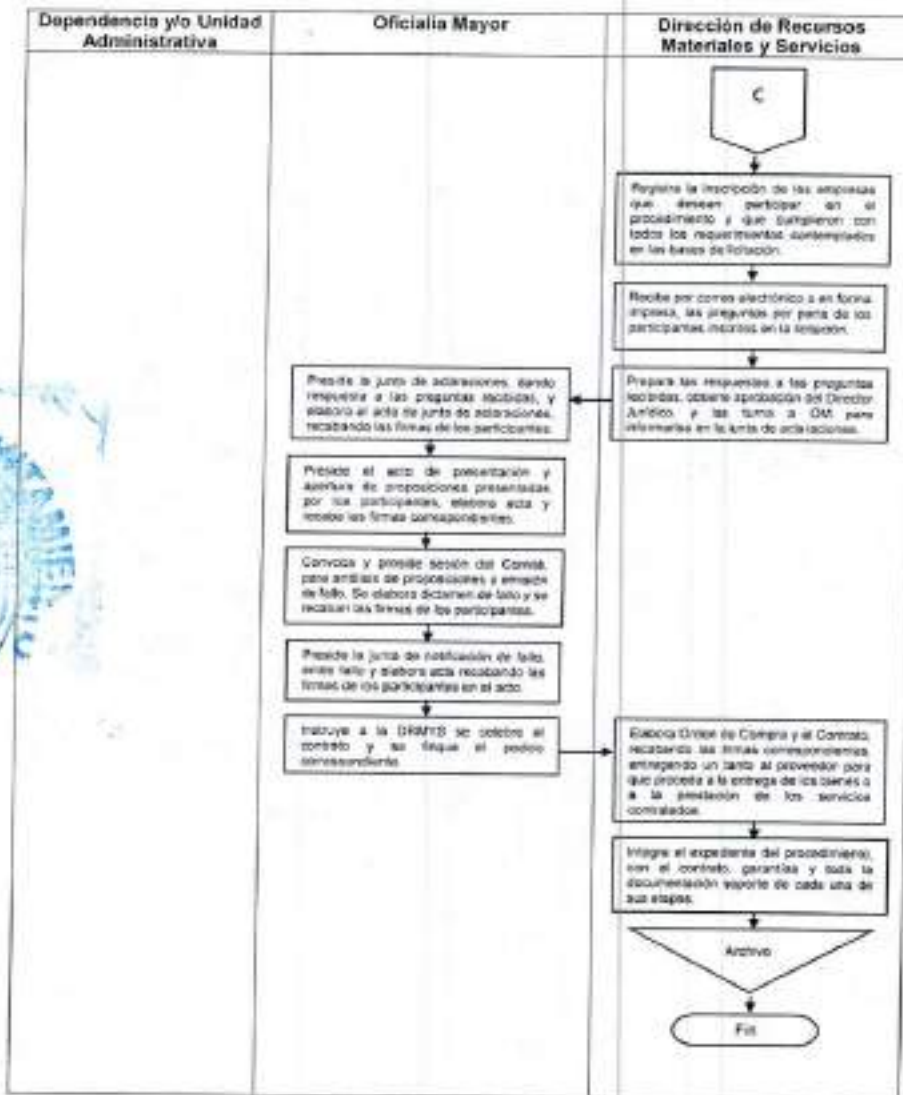 Dependencia y/o Unidad
Administrativa
Oficialia Mayor
Dirección de Recursos
Materiales y Servicios
C
Registra la inscripción de las empresas
que desean participar en el
procedimiento y que cumplieron con
todos los requerimientos contemplados
en las bases de licitación.
Recibe por correo electrónico o en forma
impresa, las preguntas por parte de los
participantes inscritos en la licitación.
Prepara las respuestas a las preguntas
recibidas, obtiene aprobación del Director
Jurídico, y las turna a OM para
informarlas en la junta de aclaraciones.
Preside la junta de aclaraciones, dando
respuesta a las preguntas recibidas, y
elabora el acta de junta de aclaraciones,
recabando las firmas de los participantes.
Preside el acto de presentación y
apertura de proposiciones presentadas
por los participantes, elabora acta y
recaba las firmas correspondientes.
Convoca y preside sesión del Comité,
para análisis de proposiciones y emisión
de fallo. Se elabora dictamen de fallo y se
recaban las firmas de los participantes.
Preside la junta de notificación de fallo,
emite fallo y elabora acta recabando las
firmas de los participantes en el acto.
Instruye a la DRMYS se celebre el
contrato y se finque el pedido
correspondiente.
Elabora Orden de Compra y el Contrato,
recabando las firmas correspondientes,
entregando un tanto al proveedor para
que proceda a la entrega de los bienes o
a la prestación de los servicios
contratados.
Integra el expediente del procedimiento,
con el contrato, garantías y toda la
documentación soporte de cada una de
sus etapas.
Archivo
Fin